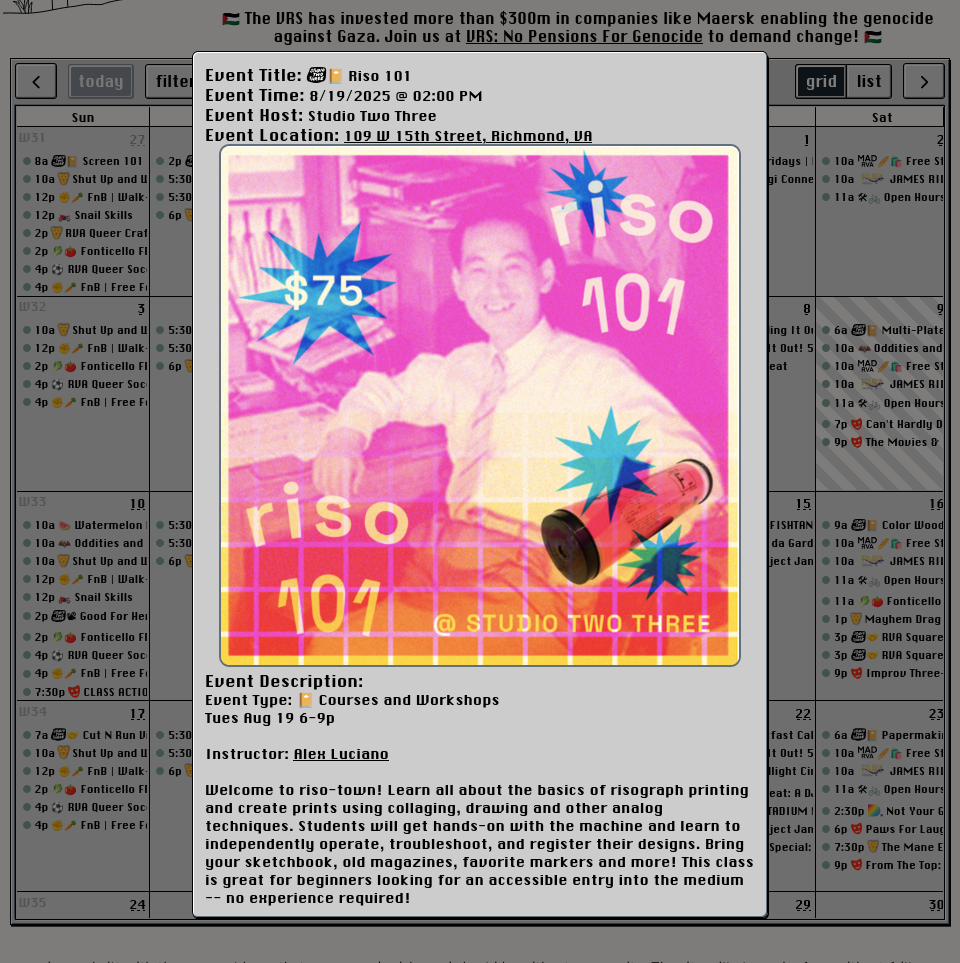 🇵🇸 The VRS has invested more than $300m in companies like Maersk enabling the genocide
against Gaza. Join us at VRS: No Pensions For Genocide to demand change! 🇵🇸
today
filter
grid
list
Event Title: 📔 Riso 101
Event Time: 8/19/2025 @ 02:00 PM
Event Host: Studio Two Three
Event Location: 109 W 15th Street, Richmond, VA
riso
101
$75
riso
101
@ STUDIO TWO THREE
Event Description:
Event Type: 📔 Courses and Workshops
Tues Aug 19 6-9p
Instructor: Alex Luciano
Welcome to riso-town! Learn all about the basics of risograph printing
and create prints using collaging, drawing and other analog
techniques. Students will get hands-on with the machine and learn to
independently operate, troubleshoot, and register their designs. Bring
your sketchbook, old magazines, favorite markers and more! This class
is great for beginners looking for an accessible entry into the medium
-- no experience required!
Sun
Sat
W31
27
8a Screen 101
10a Shut Up and W
12p FnB | Walk-
12p Snail Skills
2p RVA Queer Craf
2p Fonticello F
4p RVA Queer Soc
4p FnB | Free F
2p
5:30
5:30
6p
1
ridays |
gi Conne
2
10a MAD RVA Free S
10a JAMES RI
11a Open Hours
W32
3
10a Shut Up and W
12p FnB | Walk-
2p Fonticello F
4p RVA Queer Soc
4p FnB | Free F
5:30
5:30
6p
8
ing It O
It Out! 5
eat
9
6a Multi-Plate
10a Oddities and
10a MAD RVA Free S
10a JAMES RI
11a Open Hours
7p Can't Hardly
9p The Movies &
W33
10
10a Watermelon
10a Oddities and
10a Shut Up and W
12p FnB | Walk-
12p Snail Skills
2p Good For He
2p Fonticello F
4p RVA Queer Soc
4p FnB | Free F
7:30p CLASS ACTIO
5:30
5:30
6p
15
FISHTAN
da Gard
ject Jan
16
9a Color Wood
10a MAD RVA Free S
10a JAMES RI
11a Open Hours
11a Fonticello
1p Mayhem Drag
3p RVA Square
3p RVA Square
9p Improv Three-
W34
17
7a Cut N Run W
10a Shut Up and W
12p FnB | Walk-
2p Fonticello F
4p RVA Queer Soc
4p FnB | Free F
5:30
5:30
6p
22
fast Cal
It Out! 5
llight Ci
eat: A D
TADIUM
ject Jan
Special:
23
6a Papermaki
10a MAD RVA Free S
10a JAMES RI
11a Open Hours
2:30p Not Your G
6p Paws For Laug
7:30p The Mane E
9p From The Top:
W35
24
29
30